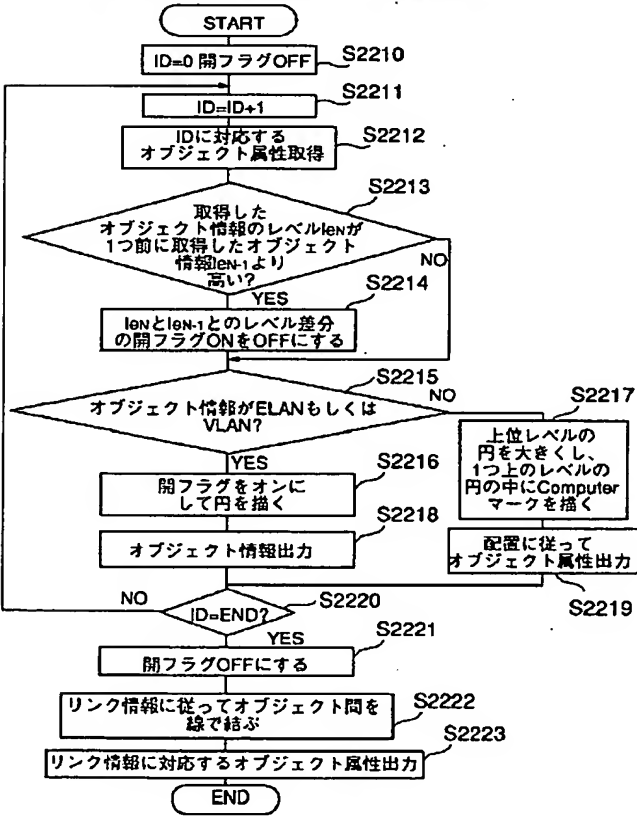 START
ID=0 開フラグOFF
S2210
ID=ID+1
S2211
IDに対応する
オブジェクト属性取得
S2212
S2213
取得した
オブジェクト情報のレベルleNが
1つ前に取得したオブジェクト
情報leN-1より
高い?
NO
YES
S2214
leNとleN-1とのレベル差分
の開フラグONをOFFにする
S2215
オブジェクト情報がELANもしくは
VLAN?
NO
YES
S2217
上位レベルの
円を大きくし、
1つ上のレベルの
円の中にComputer
マークを描く
S2216
開フラグをオンに
して円を描く
S2218
オブジェクト情報出力
配置に従って
オブジェクト属性出力
S2219
NO
ID=END?
S2220
YES
S2221
開フラグOFFにする
S2222
リンク情報に従ってオブジェクト間を
線で結ぶ
S2223
リンク情報に対応するオブジェクト属性出力
END